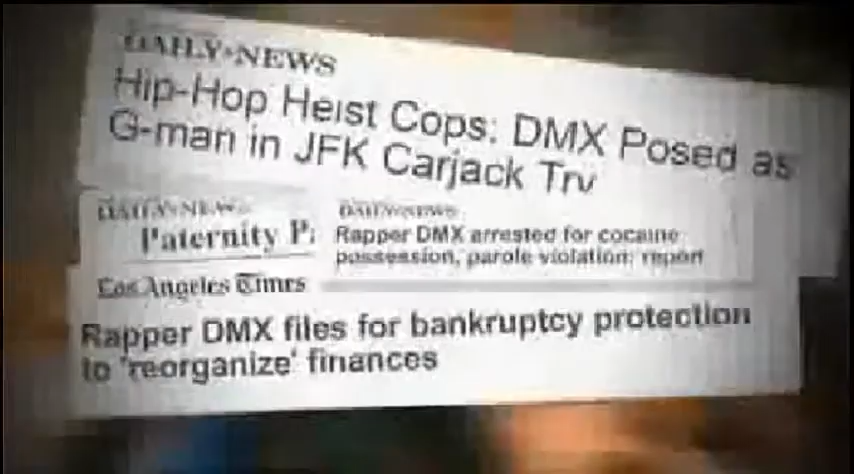 DAILY NEWS
Hip-Hop Heist Cops: DMX Posed as
G-man in JFK Carjack Try
DAILY NEWS
Paternity P
DAILY NEWS
Rapper DMX arrested for cocaine
possession, parole violation: report
Los Angeles Times
Rapper DMX files for bankruptcy protection
to 'reorganize' finances